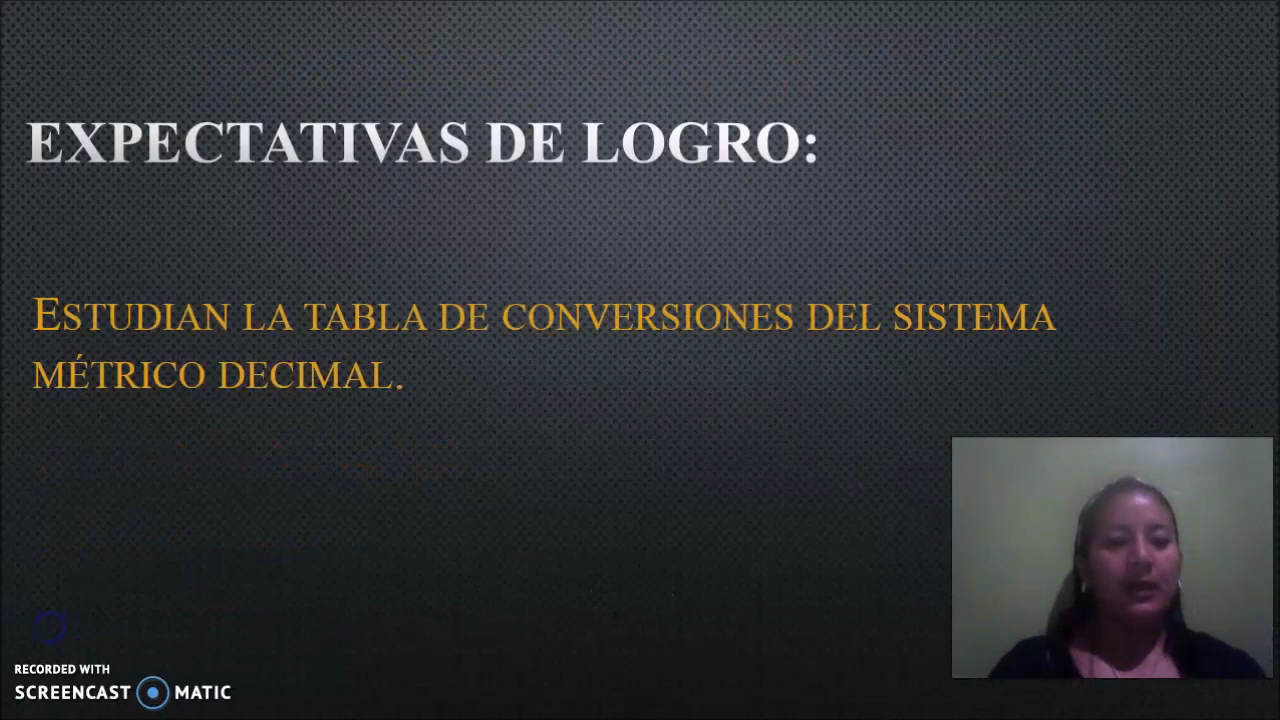 EXPECTATIVAS DE LOGRO:
ESTUDIAN LA TABLA DE CONVERSIONES DEL SISTEMA
MÉTRICO DECIMAL.
RECORDED WITH
SCREENCAST MATIC